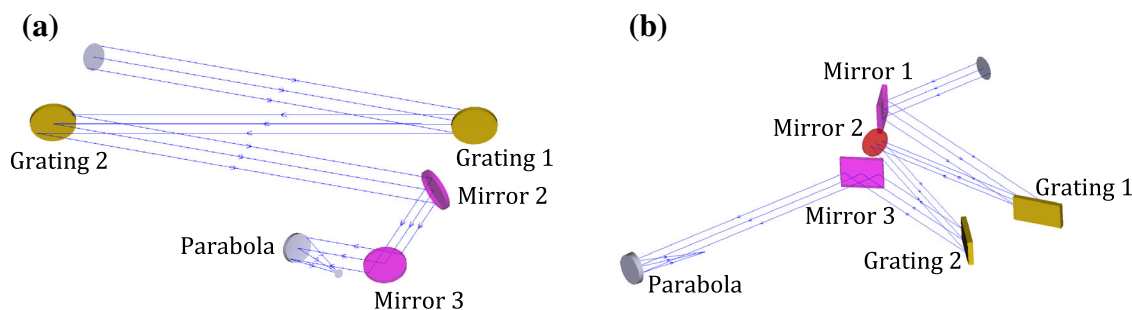 (a)
Grating 2
Grating 1
Mirror 2
Parabola
Mirror 3
(b)
Mirror 1
Mirror 2
Grating 1
Mirror 3
Grating 2
Parabola